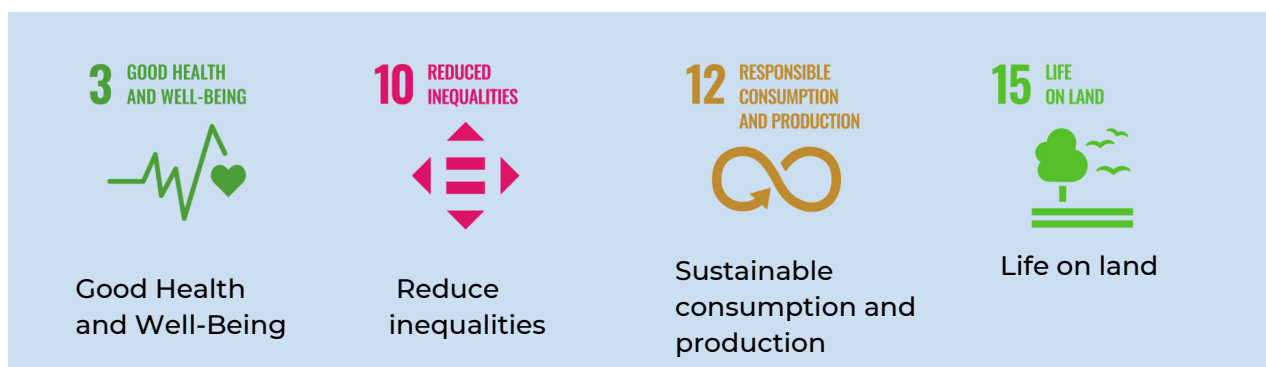 3 GOOD HEALTH
AND WELL-BEING
10 REDUCED
INEQUALITIES
12 RESPONSIBLE
CONSUMPTION
AND PRODUCTION
15 LIFE
ON LAND
Good Health
and Well-Being
Reduce
inequalities
Sustainable
consumption and
production
Life on land